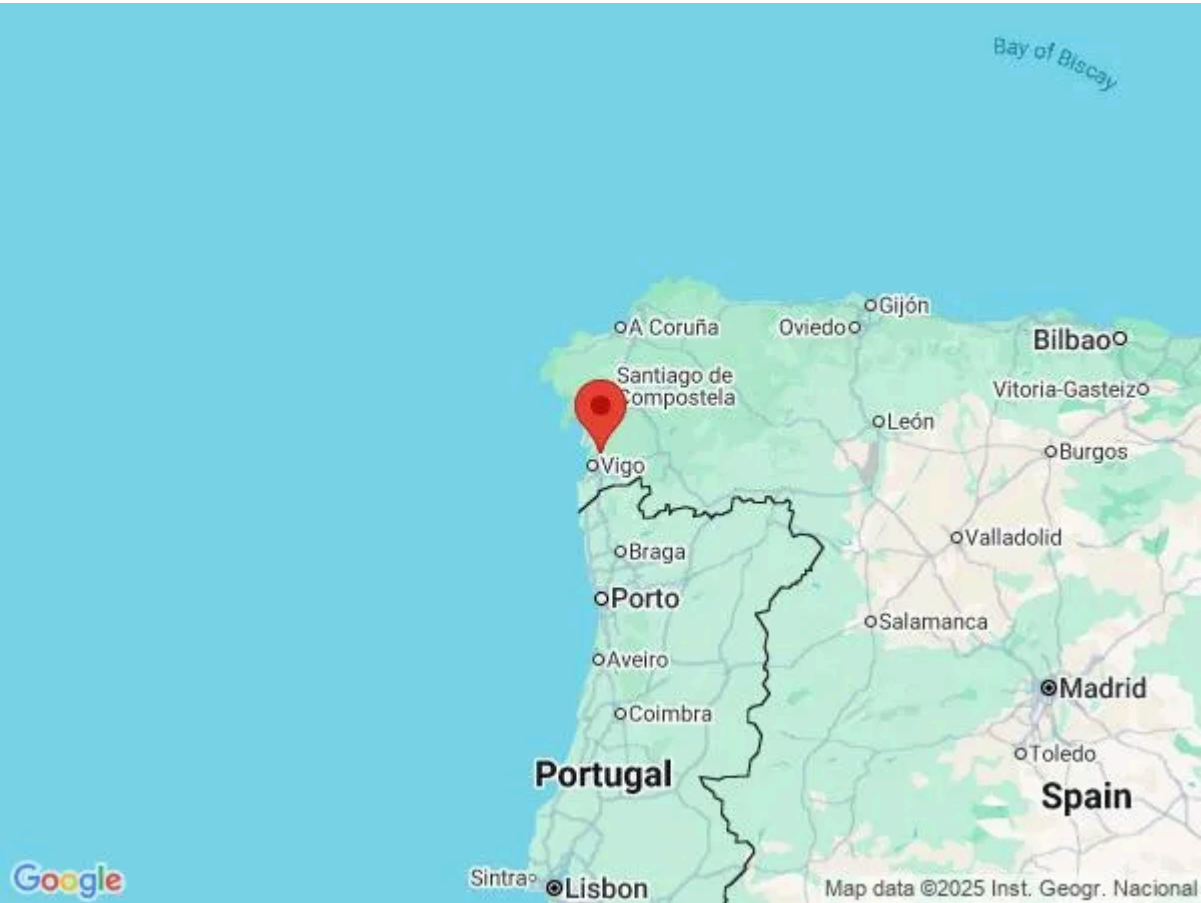 Bay of Biscay
Gijón
A Coruña
Oviedo
Bilbao
Santiago de
Compostela
Vitoria-Gasteiz
León
Burgos
Vigo
Valladolid
Braga
Porto
Salamanca
Aveiro
Madrid
Coimbra
Toledo
Portugal
Spain
Sintra
Lisbon
Google
Map data ©2025 Inst. Geogr. Nacional